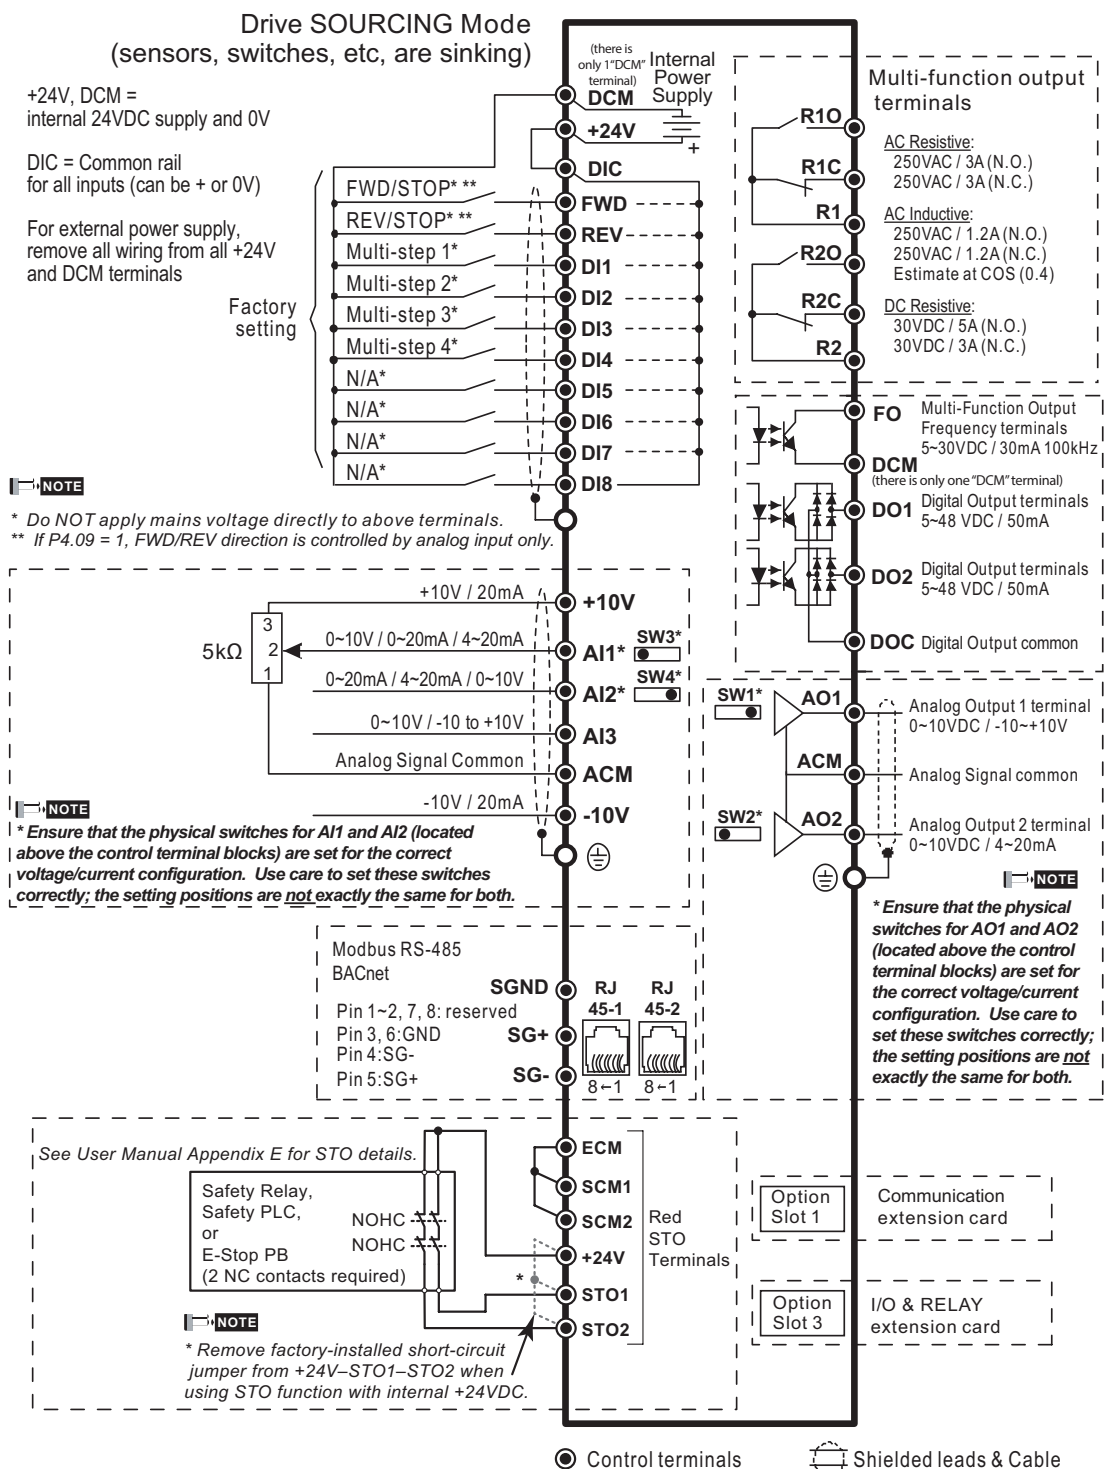 Drive SOURCING Mode
(sensors, switches, etc, are sinking)
+24V, DCM =
internal 24VDC supply and 0V
DIC = Common rail
for all inputs (can be + or 0V)
For external power supply,
remove all wiring from all +24V
and DCM terminals
(there is
only 1"DCM"
terminal)
Internal
Power
Supply
DCM
+24V
+
DIC
Factory
setting
FWD/STOP* **
FWD
REV/STOP* **
REV
Multi-step 1*
DI1
Multi-step 2*
DI2
Multi-step 3*
DI3
Multi-step 4*
DI4
N/A*
DI5
N/A*
DI6
N/A*
DI7
N/A*
DI8
NOTE
* Do NOT apply mains voltage directly to above terminals.
** If P4.09 = 1, FWD/REV direction is controlled by analog input only.
Multi-function output
terminals
R1O
R1C
R1
R2O
R2C
R2
AC Resistive:
250VAC / 3A (N.O.)
250VAC / 3A (N.C.)
AC Inductive:
250VAC / 1.2A (N.O.)
250VAC / 1.2A (N.C.)
Estimate at COS (0.4)
DC Resistive:
30VDC / 5A (N.O.)
30VDC / 3A (N.C.)
FO
Multi-Function Output
Frequency terminals
5~30VDC / 30mA 100kHz
DCM
(there is only one "DCM" terminal)
DO1
Digital Output terminals
5~48 VDC / 50mA
DO2
Digital Output terminals
5~48 VDC / 50mA
DOC Digital Output common
5kΩ
3
2
1
+10V / 20mA
+10V
0~10V / 0~20mA / 4~20mA
AI1*
SW3*
0~20mA / 4~20mA / 0~10V
AI2*
SW4*
0~10V / -10 to +10V
AI3
Analog Signal Common
ACM
-10V / 20mA
-10V
NOTE
* Ensure that the physical switches for AI1 and AI2 (located
above the control terminal blocks) are set for the correct
voltage/current configuration. Use care to set these switches
correctly; the setting positions are not exactly the same for both.
SW1*
AO1
Analog Output 1 terminal
0~10VDC / -10~+10V
ACM
Analog Signal common
SW2*
AO2
Analog Output 2 terminal
0~10VDC / 4~20mA
NOTE
* Ensure that the physical
switches for AO1 and AO2
(located above the control
terminal blocks) are set for
the correct voltage/current
configuration. Use care to
set these switches correctly;
the setting positions are not
exactly the same for both.
Modbus RS-485
BACnet
Pin 1~2, 7, 8: reserved
Pin 3, 6:GND
Pin 4:SG-
Pin 5:SG+
SGND
SG+
SG-
RJ
45-1
8←1
RJ
45-2
8←1
See User Manual Appendix E for STO details.
Safety Relay,
Safety PLC,
or
E-Stop PB
(2 NC contacts required)
NOHC
NOHC
ECM
SCM1
SCM2
+24V
STO1
STO2
*
Red
STO
Terminals
NOTE
* Remove factory-installed short-circuit
jumper from +24V–STO1–STO2 when
using STO function with internal +24VDC.
Option
Slot 1
Communication
extension card
Option
Slot 3
I/O & RELAY
extension card
Control terminals
Shielded leads & Cable